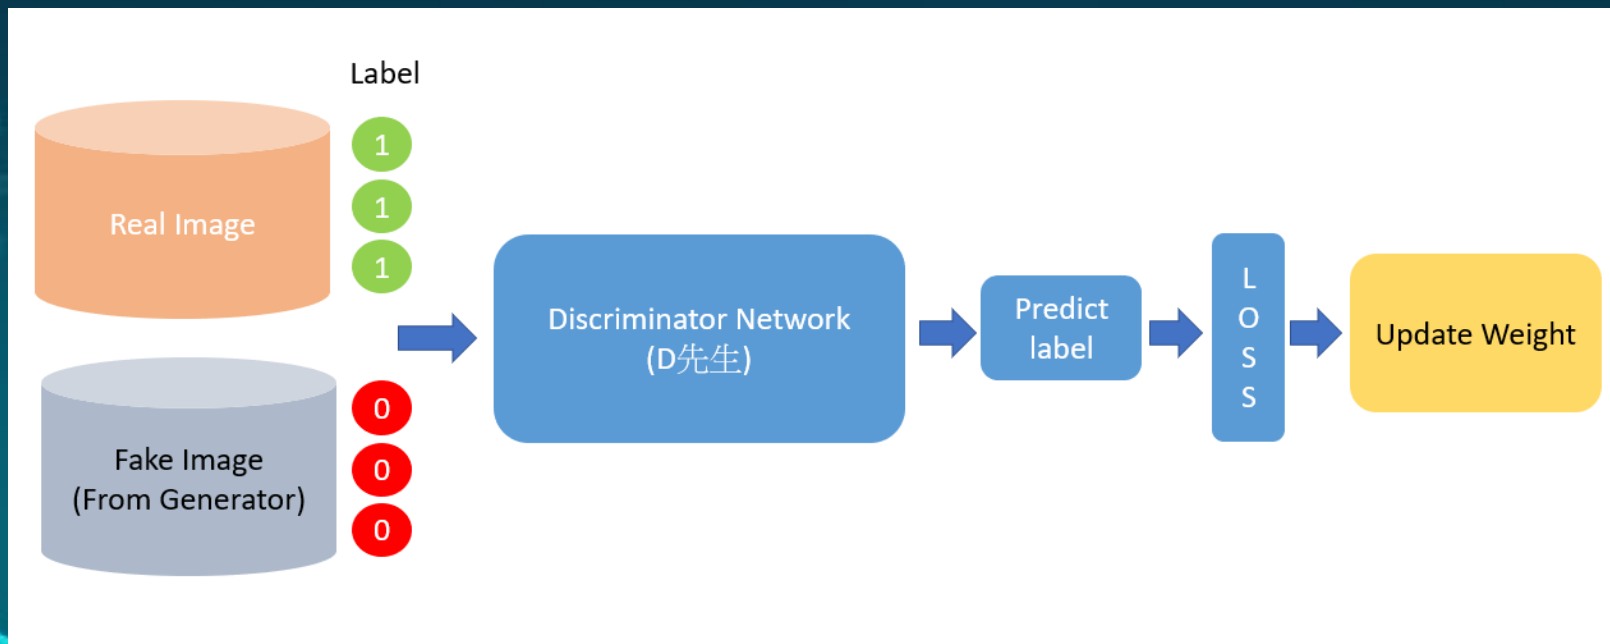 Label
1
1
1
Real Image
0
0
0
Fake Image
(From Generator)
Discriminator Network
(D先生)
Predict
label
L
O
S
S
Update Weight